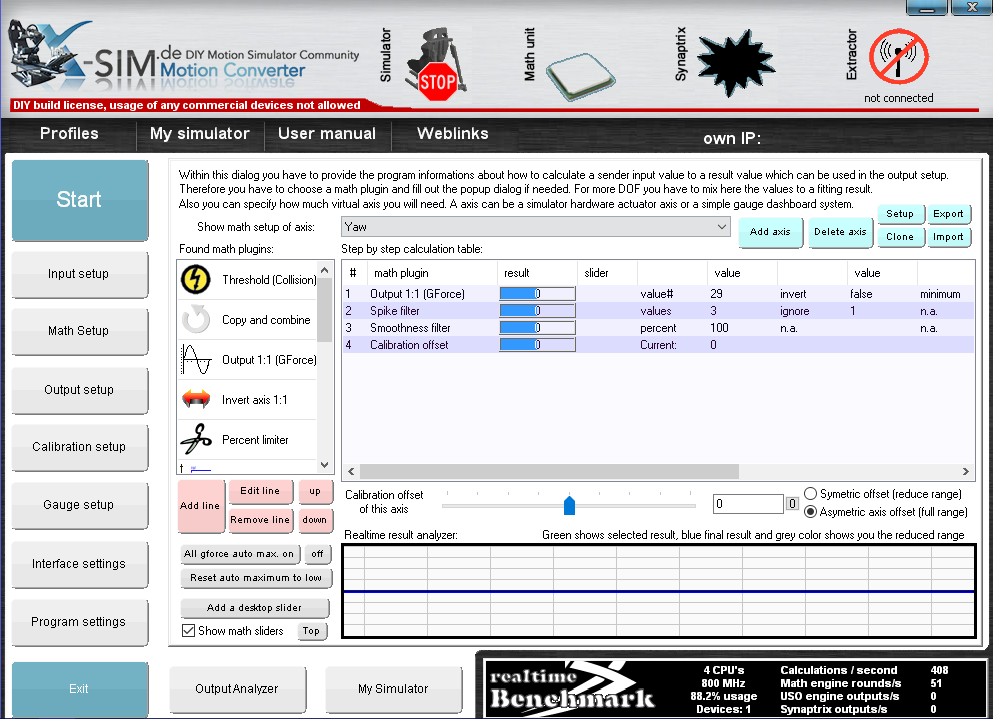 X-SIM.de DIY Motion Simulator Community
Motion Converter
DIY build license, usage of any commercial devices not allowed
Simulator
STOP
Math unit
Synaptrix
Extractor
not connected
Profiles My simulator User manual Weblinks own IP:
Start
Input setup
Math Setup
Output setup
Calibration setup
Gauge setup
Interface settings
Program settings
Exit
Within this dialog you have to provide the program informations about how to calculate a sender input value to a result value which can be used in the output setup.
Therefore you have to choose a math plugin and fill out the popup dialog if needed. For more DOF you have to mix here the values to a fitting result.
Also you can specify how much virtual axis you will need. A axis can be a simulator hardware actuator axis or a simple gauge dashboard system.
Show math setup of axis: Yaw
Add axis Delete axis
Setup Export
Clone Import
Found math plugins:
Threshold (Collision)
Copy and combine
Output 1:1 (GForce)
Invert axis 1:1
Percent limiter
Step by step calculation table:
# math plugin result slider value value
1 Output 1:1 (GForce) 0 value# 29 invert false minimum
2 Spike filter 0 values 3 ignore 1 n.a.
3 Smoothness filter 0 percent 100 n.a. n.a.
4 Calibration offset 0 Current: 0
Add line Edit line up
Remove line down
All gforce auto max. on off
Reset auto maximum to low
Add a desktop slider
Show math sliders Top
Calibration offset
of this axis
0 0
Symetric offset (reduce range)
Asymetric axis offset (full range)
Realtime result analyzer: Green shows selected result, blue final result and grey color shows you the reduced range
Output Analyzer My Simulator
realtime
Benchmark
4 CPU's Calculations / second 408
800 MHz Math engine rounds/s 51
88.2% usage USO engine outputs/s 0
Devices: 1 Synaptrix outputs/s 0